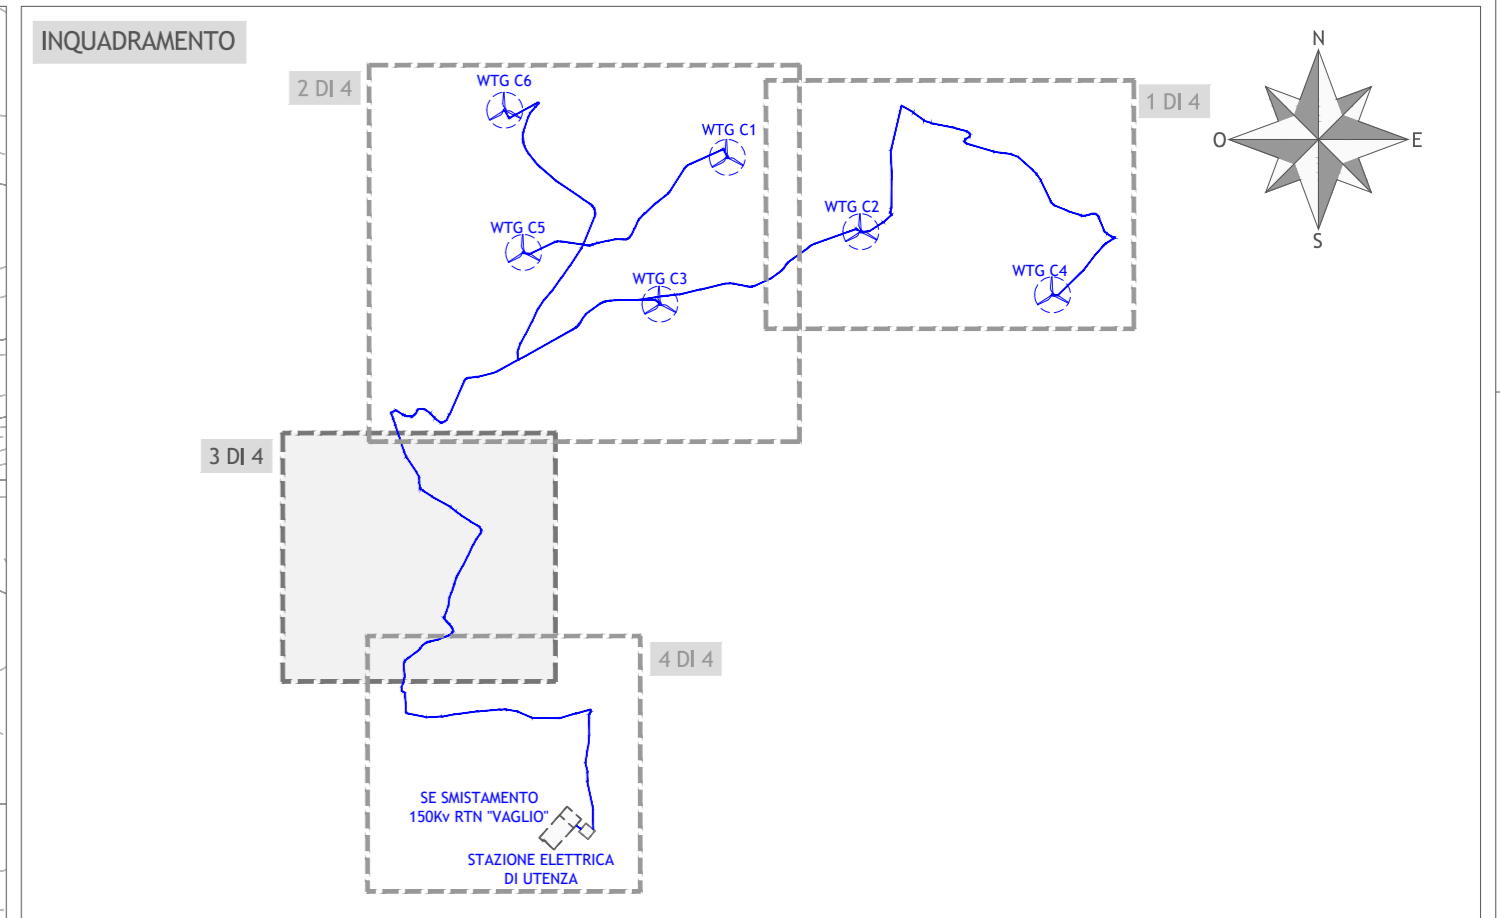 INQUADRAMENTO
N
O
E
S
2 DI 4
1 DI 4
WTG C6
WTG C1
WTG C2
WTG C5
WTG C3
WTG C4
3 DI 4
4 DI 4
SE SMISTAMENTO
150Kv RTN "VAGLIO"
STAZIONE ELETTRICA
DI UTENZA